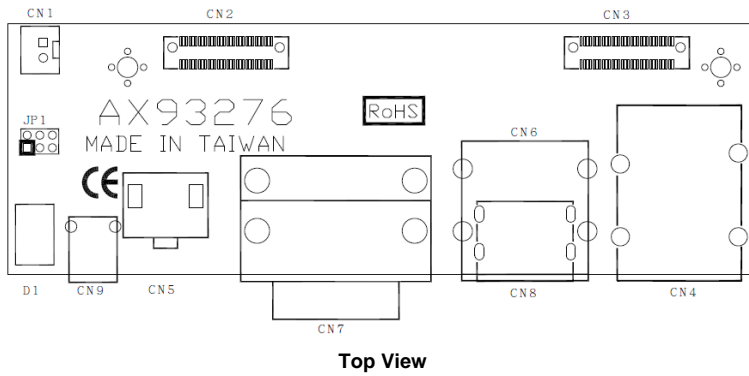 CN1
CN2
CN3
AX93276
RoHS
JP1
MADE IN TAIWAN
CN6
CE
D1
CN9
CN5
CN7
CN8
CN4
Top View